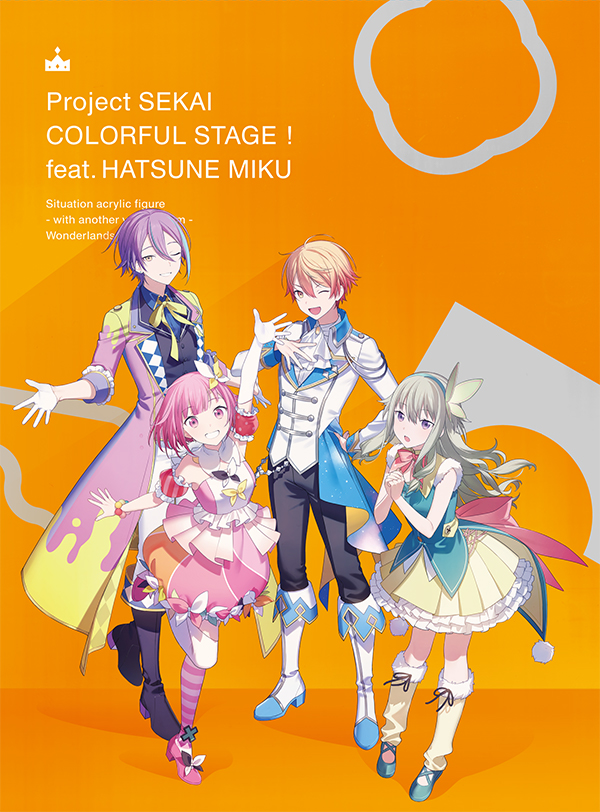 Project SEKAI
COLORFUL STAGE !
feat. HATSUNE MIKU
Situation acrylic figure
- with another
Wonderlands